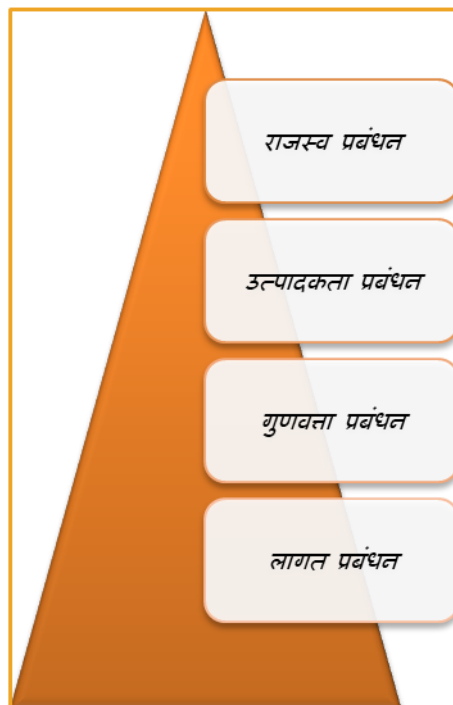 राजस्व प्रबंधन
उत्पादकता प्रबंधन
गुणवत्ता प्रबंधन
लागत प्रबंधन